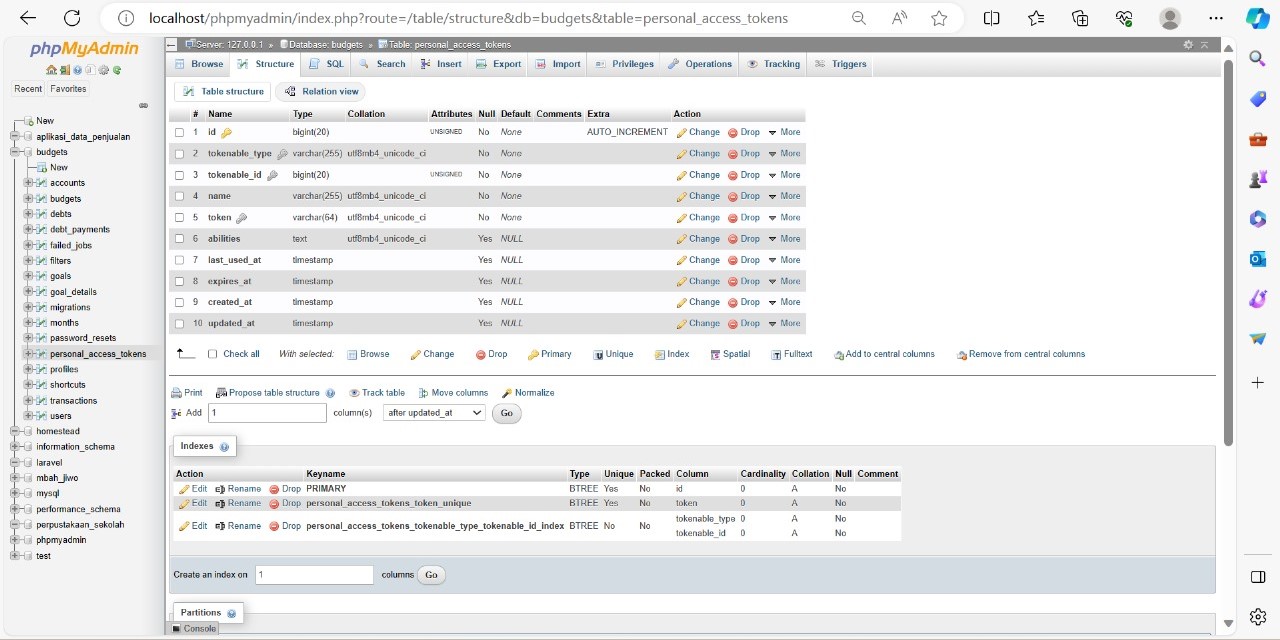 localhost/phpmyadmin/index.php?route=/table/structure&db=budgets&table=personal_access_tokens
phpMyAdmin
Recent Favorites
New
aplikasi_data_penjualan
budgets
New
accounts
budgets
debts
debt_payments
failed_jobs
filters
goals
goal_details
migrations
months
password_resets
personal_access_tokens
profiles
shortcuts
transactions
users
homestead
information_schema
laravel
mbah_jiwo
mysql
performance_schema
perpustakaan_sekolah
phpmyadmin
test
Server: 127.0.0.1 » Database: budgets » Table: personal_access_tokens
Browse Structure SQL Search Insert Export Import Privileges Operations Tracking Triggers
Table structure Relation view
# Name Type Collation Attributes Null Default Comments Extra Action
1 id bigint(20) UNSIGNED No None AUTO_INCREMENT Change Drop More
2 tokenable_type varchar(255) utf8mb4_unicode_ci No None Change Drop More
3 tokenable_id bigint(20) UNSIGNED No None Change Drop More
4 name varchar(255) utf8mb4_unicode_ci No None Change Drop More
5 token varchar(64) utf8mb4_unicode_ci No None Change Drop More
6 abilities text utf8mb4_unicode_ci Yes NULL Change Drop More
7 last_used_at timestamp Yes NULL Change Drop More
8 expires_at timestamp Yes NULL Change Drop More
9 created_at timestamp Yes NULL Change Drop More
10 updated_at timestamp Yes NULL Change Drop More
Check all With selected: Browse Change Drop Primary Unique Index Spatial Fulltext Add to central columns Remove from central columns
Print Propose table structure Track table Move columns Normalize
Add 1 column(s) after updated_at Go
Indexes
Action Keyname Type Unique Packed Column Cardinality Collation Null Comment
Edit Rename Drop PRIMARY BTREE Yes No id 0 A No
Edit Rename Drop personal_access_tokens_token_unique BTREE Yes No token 0 A No
Edit Rename Drop personal_access_tokens_tokenable_type_tokenable_id_index BTREE No No tokenable_type 0 A No
tokenable_id 0 A No
Create an index on 1 columns Go
Partitions
Console